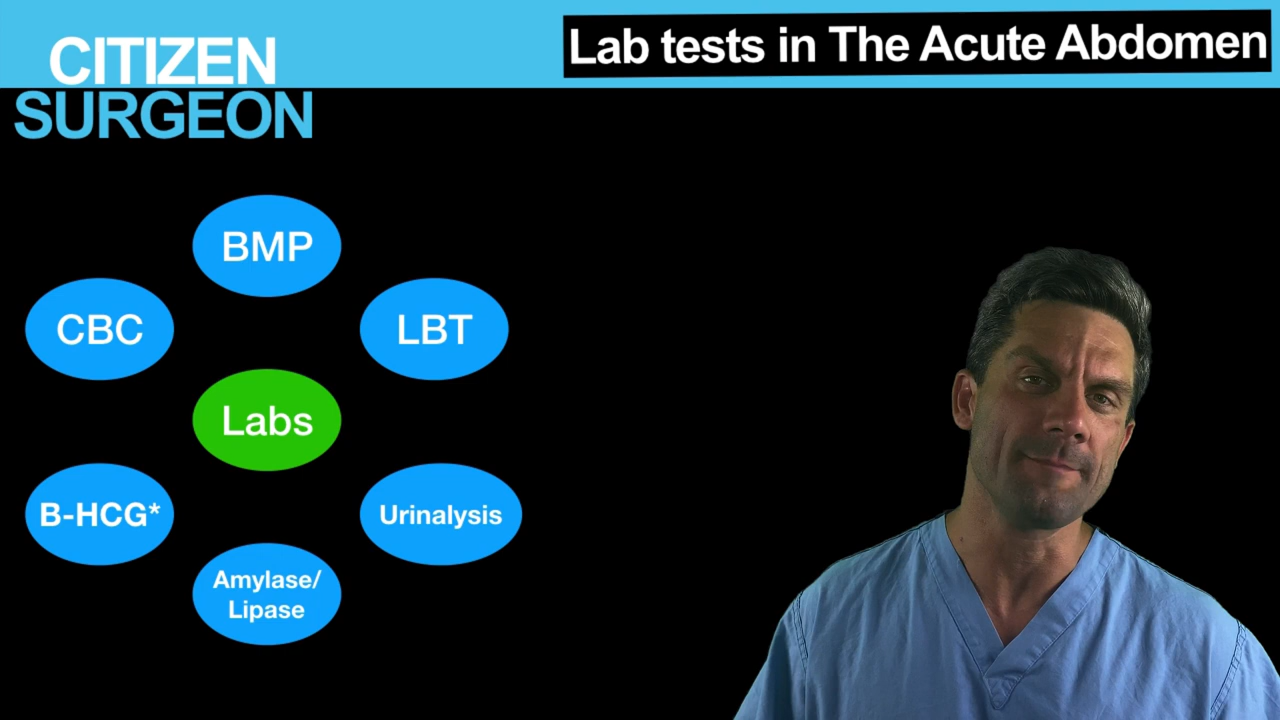 CITIZEN
SURGEON
Lab tests in The Acute Abdomen
BMP
CBC
LBT
Labs
B-HCG*
Urinalysis
Amylase/
Lipase